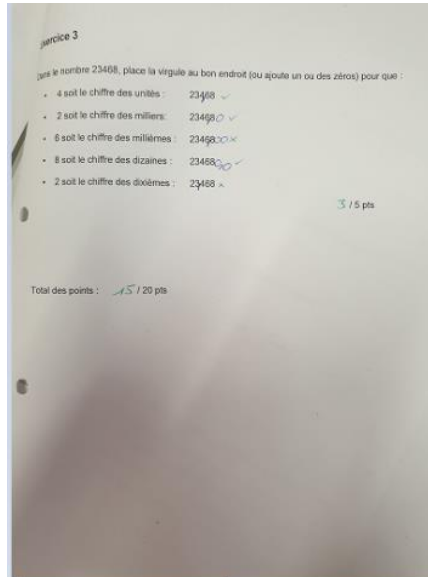 Exercice 3
Dans le nombre 23468, place la virgule au bon endroit (ou ajoute un ou des zéros) pour que :
• 4 soit le chiffre des unités : 234,68 ✓
• 2 soit le chiffre des milliers: 234680 ✓
• 6 soit le chiffre des millièmes : 2346800 ×
• 8 soit le chiffre des dizaines : 23468 ✓
• 2 soit le chiffre des dixièmes : 23468 ×
3 / 5 pts
Total des points : 15 / 20 pts